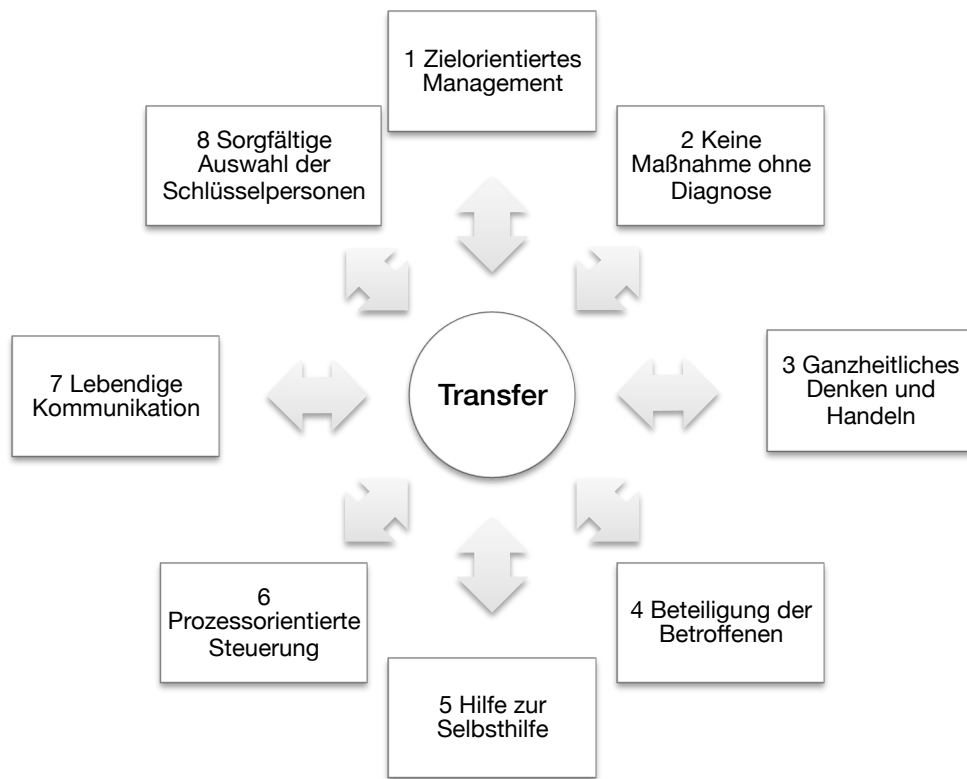 1 Zielorientiertes
Management
8 Sorgfältige
Auswahl der
Schlüsselpersonen
2 Keine
Maßnahme ohne
Diagnose
7 Lebendige
Kommunikation
Transfer
3 Ganzheitliches
Denken und
Handeln
6
Prozessorientierte
Steuerung
4 Beteiligung der
Betroffenen
5 Hilfe zur
Selbsthilfe